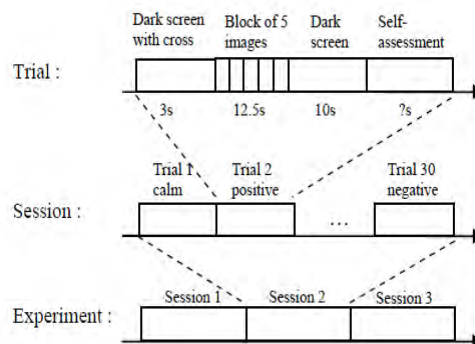 Dark screen
with cross
Block of 5
images
Dark
screen
Self-
assessment
Trial :
3s
12.5s
10s
?s
Trial 1
calm
Trial 2
positive
Trial 30
negative
Session :
...
Session 1
Session 2
Session 3
Experiment :